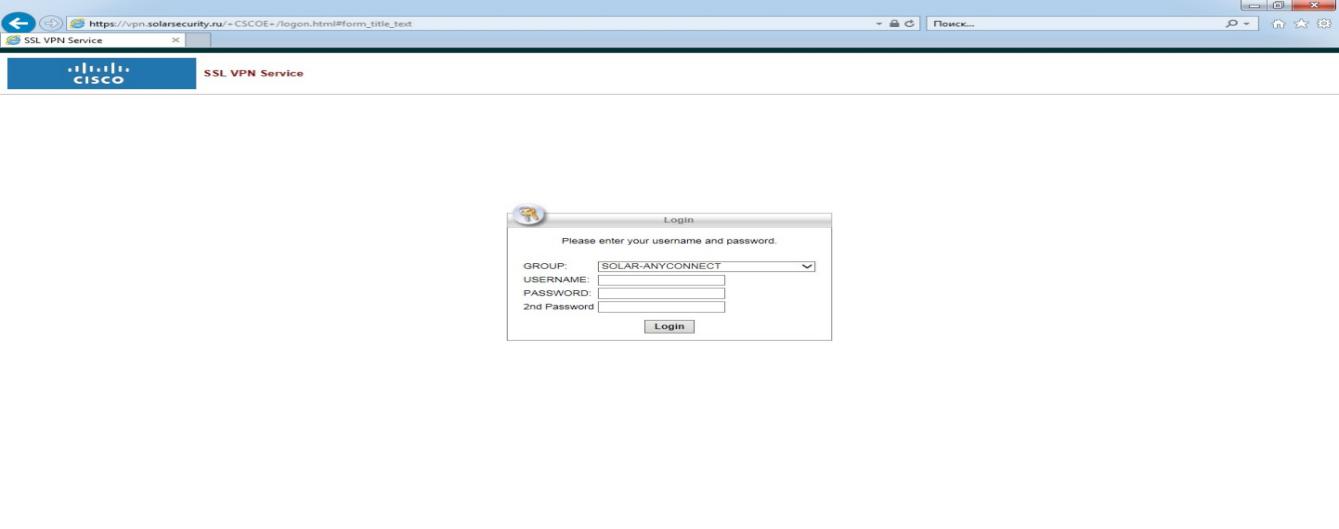 https://vpn.solarsecurity.ru/+CSCOE+/logon.html#form_title_text
Поиск...
SSL VPN Service
CISCO
SSL VPN Service
Login
Please enter your username and password.
GROUP: SOLAR-ANYCONNECT
USERNAME:
PASSWORD:
2nd Password
Login